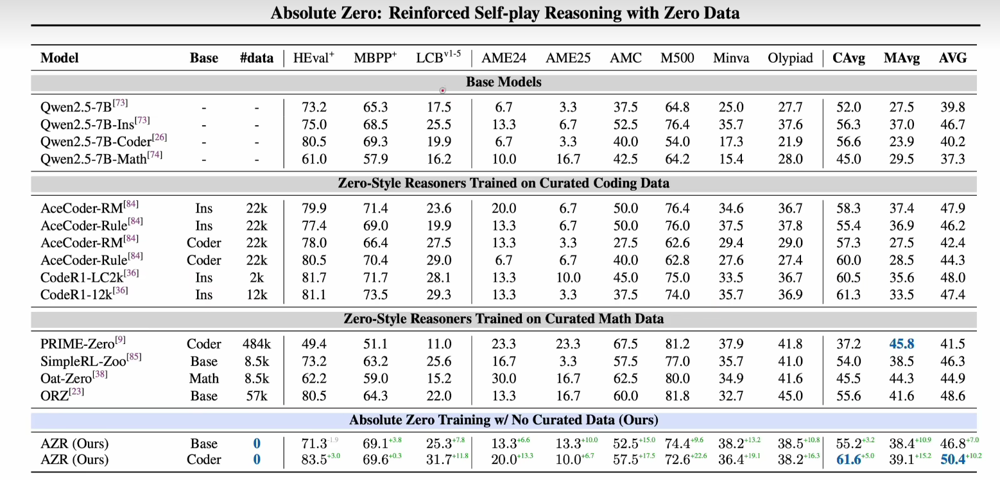 Absolute Zero: Reinforced Self-play Reasoning with Zero Data
Model Base #data HEval+ MBPP+ LCBv1-5 AME24 AME25 AMC M500 Minva Olypiad CAvg MAvg AVG
Base Models
Qwen2.5-7B[73] - - 73.2 65.3 17.5 6.7 3.3 37.5 64.8 25.0 27.7 52.0 27.5 39.8
Qwen2.5-7B-Ins[73] - - 75.0 68.5 25.5 13.3 6.7 52.5 76.4 35.7 37.6 56.3 37.0 46.7
Qwen2.5-7B-Coder[26] - - 80.5 69.3 19.9 6.7 3.3 40.0 54.0 17.3 21.9 56.6 23.9 40.2
Qwen2.5-7B-Math[74] - - 61.0 57.9 16.2 10.0 16.7 42.5 64.2 15.4 28.0 45.0 29.5 37.3
Zero-Style Reasoners Trained on Curated Coding Data
AceCoder-RM[84] Ins 22k 79.9 71.4 23.6 20.0 6.7 50.0 76.4 34.6 36.7 58.3 37.4 47.9
AceCoder-Rule[84] Ins 22k 77.4 69.0 19.9 13.3 6.7 50.0 76.0 37.5 37.8 55.4 36.9 46.2
AceCoder-RM[84] Coder 22k 78.0 66.4 27.5 13.3 3.3 27.5 62.6 29.4 29.0 57.3 27.5 42.4
AceCoder-Rule[84] Coder 22k 80.5 70.4 29.0 6.7 6.7 40.0 62.8 27.6 27.4 60.0 28.5 44.3
CodeR1-LC2k[36] Ins 2k 81.7 71.7 28.1 13.3 10.0 45.0 75.0 33.5 36.7 60.5 35.6 48.0
CodeR1-12k[36] Ins 12k 81.1 73.5 29.3 13.3 3.3 37.5 74.0 35.7 36.9 61.3 33.5 47.4
Zero-Style Reasoners Trained on Curated Math Data
PRIME-Zero[9] Coder 484k 49.4 51.1 11.0 23.3 23.3 67.5 81.2 37.9 41.8 37.2 45.8 41.5
SimpleRL-Zoo[85] Base 8.5k 73.2 63.2 25.6 16.7 3.3 57.5 77.0 35.7 41.0 54.0 38.5 46.3
Oat-Zero[38] Math 8.5k 62.2 59.0 15.2 30.0 16.7 62.5 80.0 34.9 41.6 45.5 44.3 44.9
ORZ[23] Base 57k 80.5 64.3 22.0 13.3 16.7 60.0 81.8 32.7 45.0 55.6 41.6 48.6
Absolute Zero Training w/ No Curated Data (Ours)
AZR (Ours) Base 0 71.3-1.9 69.1+3.8 25.3+7.8 13.3+6.6 13.3+10.0 52.5+15.0 74.4+9.6 38.2+13.2 38.5+10.8 55.2+3.2 38.4+10.9 46.8+7.0
AZR (Ours) Coder 0 83.5+3.0 69.6+0.3 31.7+11.8 20.0+13.3 10.0+6.7 57.5+17.5 72.6+22.6 36.4+19.1 38.2+16.3 61.6+5.0 39.1+15.2 50.4+10.2